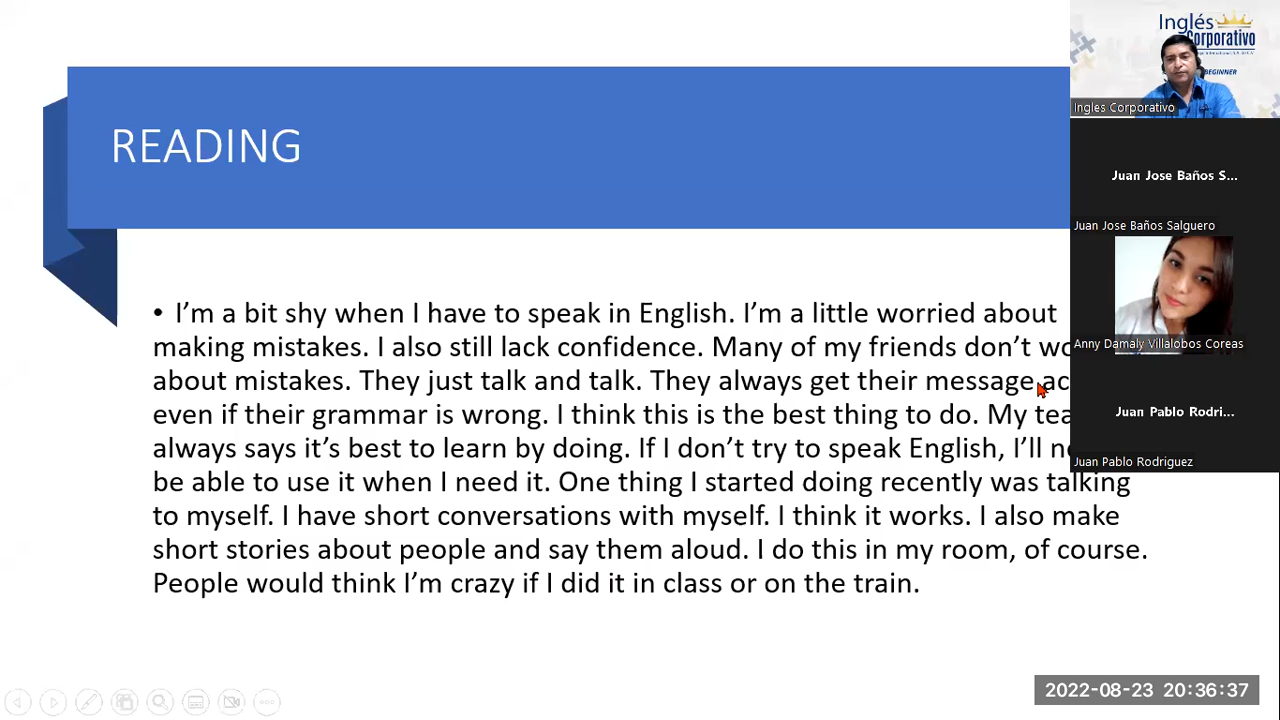 READING
• I’m a bit shy when I have to speak in English. I’m a little worried about
making mistakes. I also still lack confidence. Many of my friends don’t
about mistakes. They just talk and talk. They always get their message
even if their grammar is wrong. I think this is the best thing to do. My
always says it’s best to learn by doing. If I don’t try to speak English, I’ll
be able to use it when I need it. One thing I started doing recently was talking
to myself. I have short conversations with myself. I think it works. I also make
short stories about people and say them aloud. I do this in my room, of course.
People would think I’m crazy if I did it in class or on the train.
Inglés
Corporativo
BEGINNER
Ingles Corporativo
Juan Jose Baños S...
Juan Jose Baños Salguero
Anny Damaly Villalobos Coreas
Juan Pablo Rodri...
Juan Pablo Rodriguez
2022-08-23 20:36:37